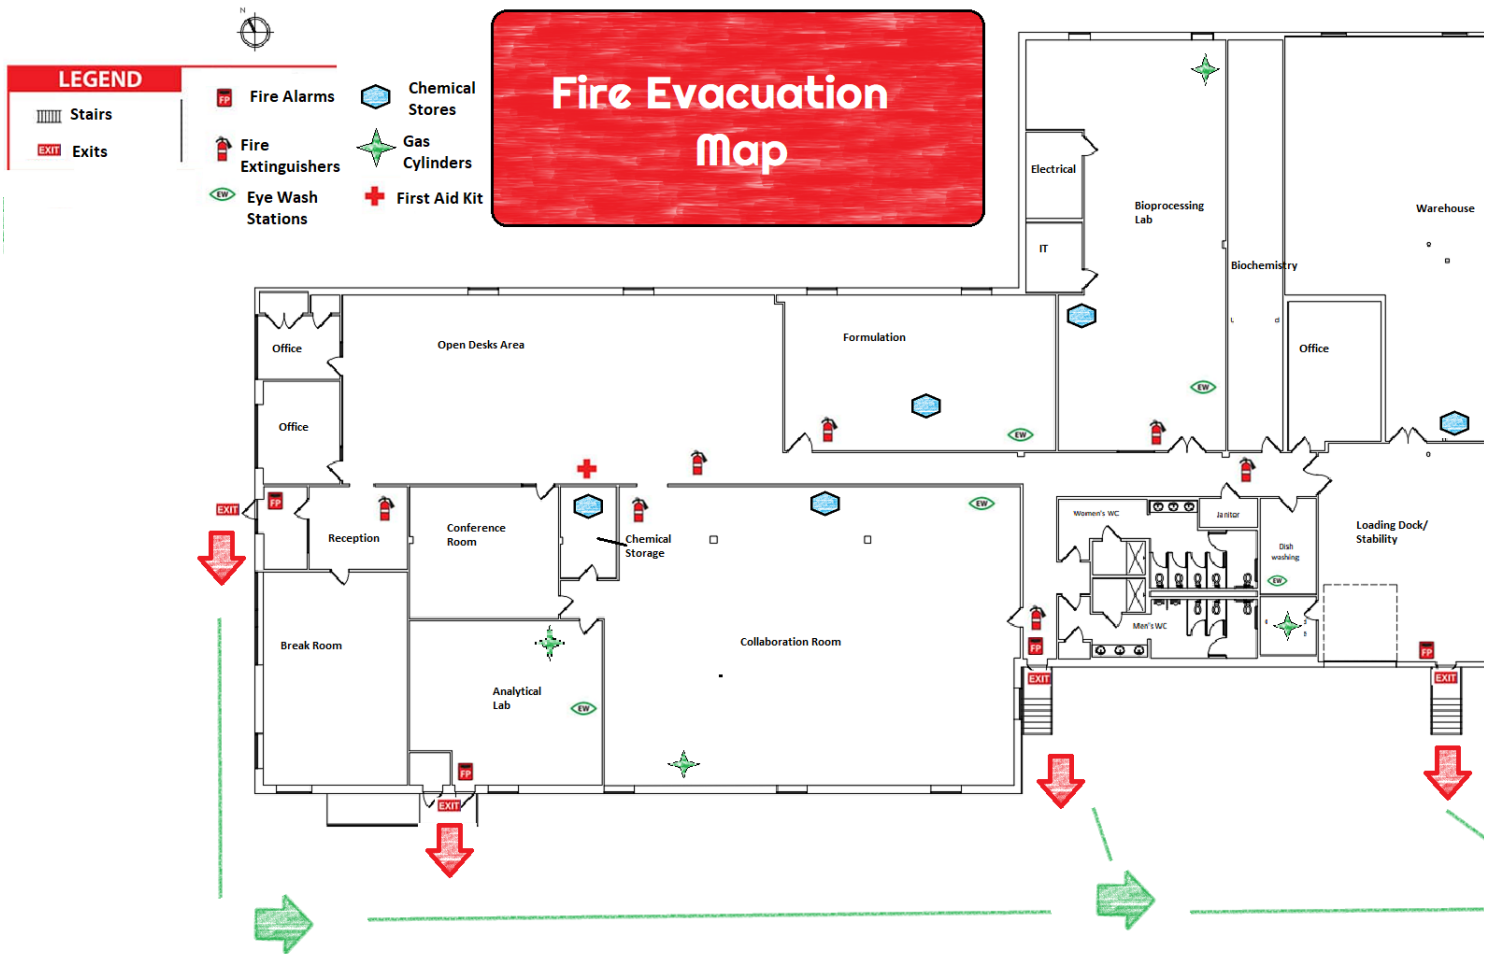 N
LEGEND
Stairs
EXIT
Exits
FP
Fire Alarms
Fire
Extinguishers
EW
Eye Wash
Stations
Chemical
Stores
Gas
Cylinders
First Aid Kit
Fire Evacuation
Map
Electrical
IT
Bioprocessing
Lab
Biochemistry
Warehouse
Office
Office
Open Desks Area
Formulation
Office
EW
EW
EXIT
FP
Reception
Conference
Room
Chemical
Storage
EW
Women's WC
Janitor
Dish
washing
EW
Loading Dock/
Stability
Break Room
Collaboration Room
Men's WC
FP
FP
EXIT
EXIT
Analytical
Lab
EW
FP
EXIT